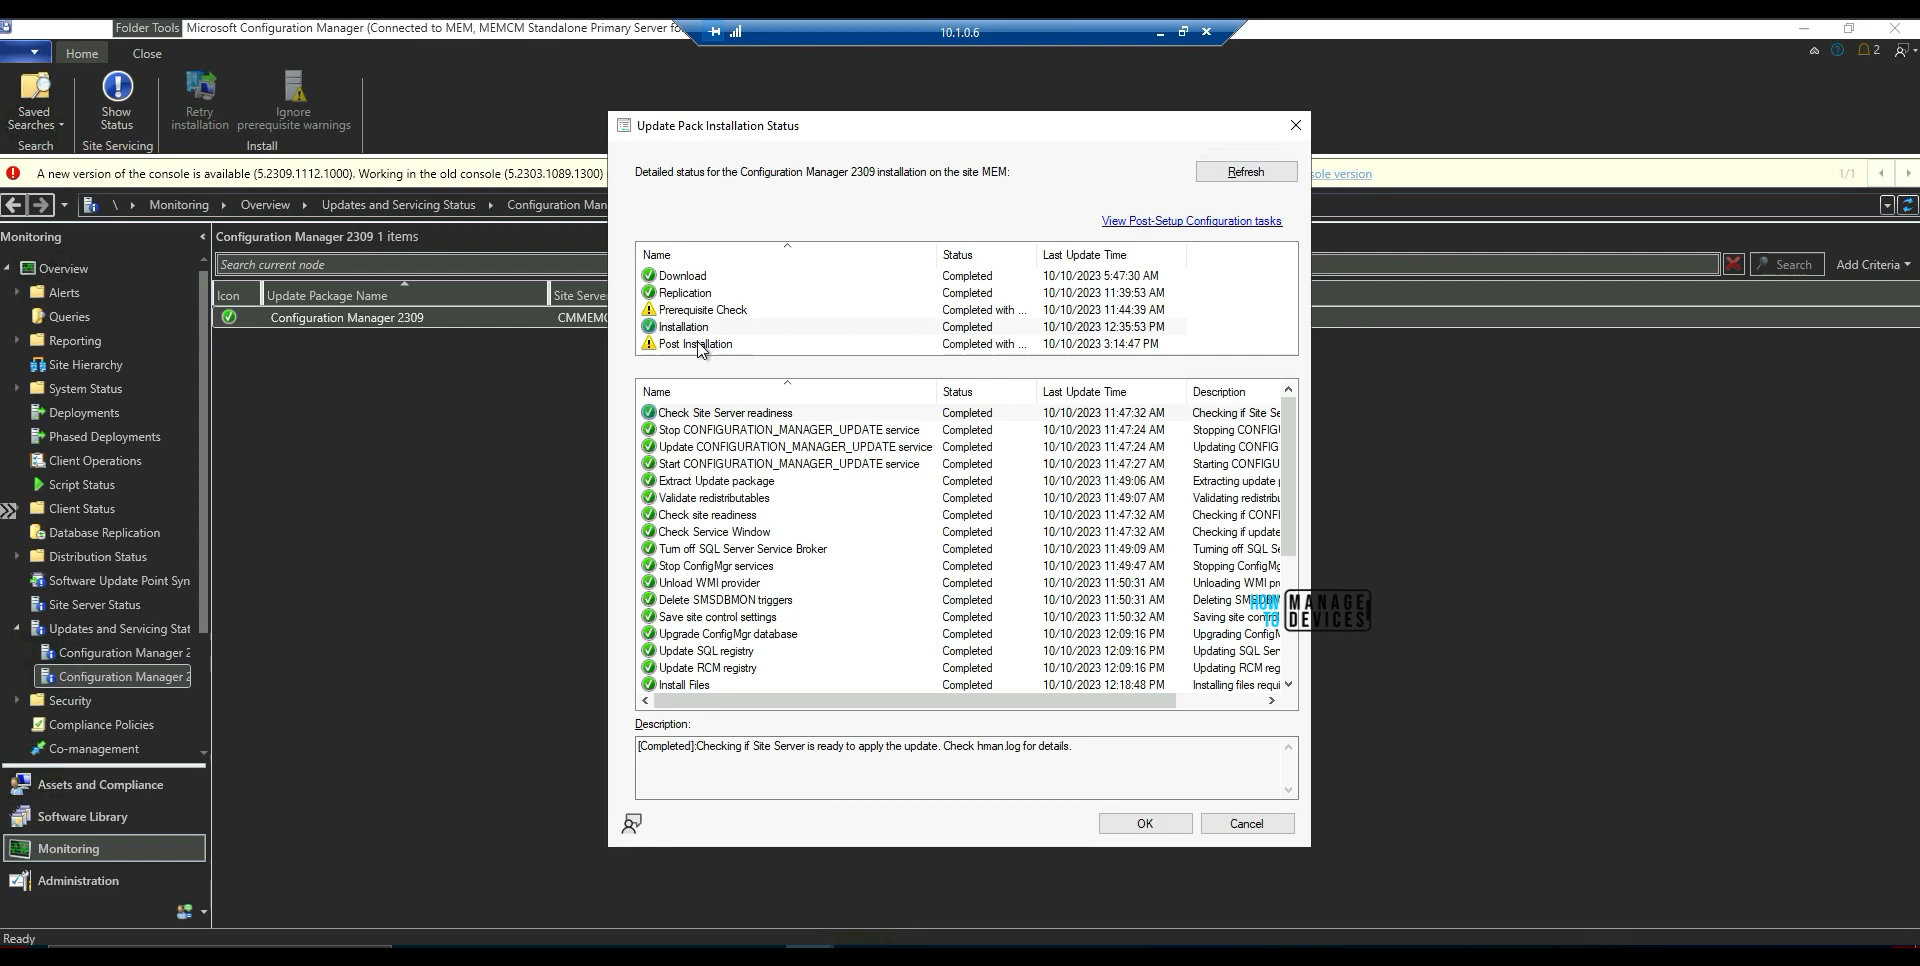 Folder Tools Microsoft Configuration Manager (Connected to MEM, MEMCM Standalone Primary Server fo
10.1.0.6
Home Close
2
Saved Searches
Show Status
Retry installation
Ignore prerequisite warnings
Search Site Servicing Install
A new version of the console is available (5.2309.1112.1000). Working in the old console (5.2303.1089.1300)
sole version
1/1
\ Monitoring Overview Updates and Servicing Status Configuration Man
Monitoring
Overview
Alerts
Queries
Reporting
Site Hierarchy
System Status
Deployments
Phased Deployments
Client Operations
Script Status
Client Status
Database Replication
Distribution Status
Software Update Point Syn
Site Server Status
Updates and Servicing Stat
Configuration Manager 2
Configuration Manager 2
Security
Compliance Policies
Co-management
Assets and Compliance
Software Library
Monitoring
Administration
Ready
Configuration Manager 2309 1 items
Search current node
Search Add Criteria
Icon Update Package Name Site Serve
Configuration Manager 2309 CMMEMC
Update Pack Installation Status
Detailed status for the Configuration Manager 2309 installation on the site MEM:
Refresh
View Post-Setup Configuration tasks
Name Status Last Update Time
Download Completed 10/10/2023 5:47:30 AM
Replication Completed 10/10/2023 11:39:53 AM
Prerequisite Check Completed with ... 10/10/2023 11:44:39 AM
Installation Completed 10/10/2023 12:35:53 PM
Post Installation Completed with ... 10/10/2023 3:14:47 PM
Name Status Last Update Time Description
Check Site Server readiness Completed 10/10/2023 11:47:32 AM Checking if Site Se
Stop CONFIGURATION_MANAGER_UPDATE service Completed 10/10/2023 11:47:24 AM Stopping CONFIGU
Update CONFIGURATION_MANAGER_UPDATE service Completed 10/10/2023 11:47:24 AM Updating CONFIG
Start CONFIGURATION_MANAGER_UPDATE service Completed 10/10/2023 11:47:27 AM Starting CONFIGU
Extract Update package Completed 10/10/2023 11:49:06 AM Extracting update p
Validate redistributables Completed 10/10/2023 11:49:07 AM Validating redistribu
Check site readiness Completed 10/10/2023 11:47:32 AM Checking if CONFI
Check Service Window Completed 10/10/2023 11:47:32 AM Checking if update
Turn off SQL Server Service Broker Completed 10/10/2023 11:49:09 AM Turning off SQL Se
Stop ConfigMgr services Completed 10/10/2023 11:49:47 AM Stopping ConfigMg
Unload WMI provider Completed 10/10/2023 11:50:31 AM Unloading WMI pr
Delete SMSDBMON triggers Completed 10/10/2023 11:50:31 AM Deleting SMSDBM
Save site control settings Completed 10/10/2023 11:50:32 AM Saving site contro
Upgrade ConfigMgr database Completed 10/10/2023 12:09:16 PM Upgrading ConfigM
Update SQL registry Completed 10/10/2023 12:09:16 PM Updating SQL Ser
Update RCM registry Completed 10/10/2023 12:09:16 PM Updating RCM reg
Install Files Completed 10/10/2023 12:18:48 PM Installing files requi
HOW TO MANAGE DEVICES
Description:
[Completed]:Checking if Site Server is ready to apply the update. Check hman.log for details.
OK Cancel